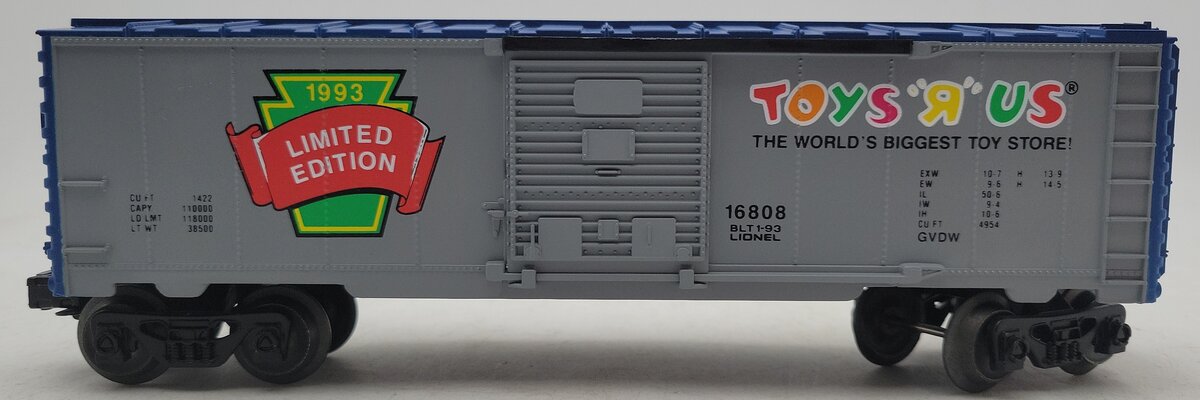 1993
LIMITED
EDITION
CU FT 1422
CAPY 110000
LD LMT 118000
LT WT 38500
TOYS "Я" US®
THE WORLD'S BIGGEST TOY STORE!
16808
BLT 1-93
LIONEL
EXW 10-7 H 13-9
EW 9-6 H 14-5
IL 50-6
IW 9-4
IH 10-6
CU FT 4954
GVDW